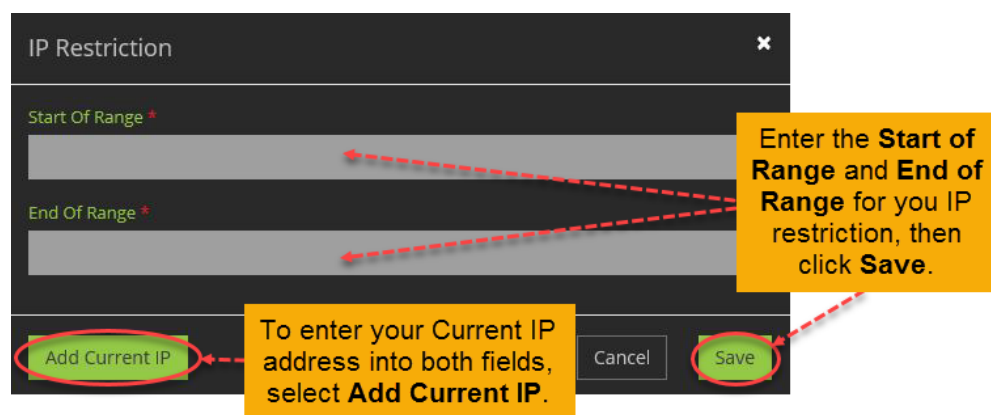 IP Restriction ×
Start Of Range *
End Of Range *
Enter the Start of
Range and End of
Range for you IP
restriction, then
click Save.
Add Current IP
To enter your Current IP
address into both fields,
select Add Current IP.
Cancel
Save